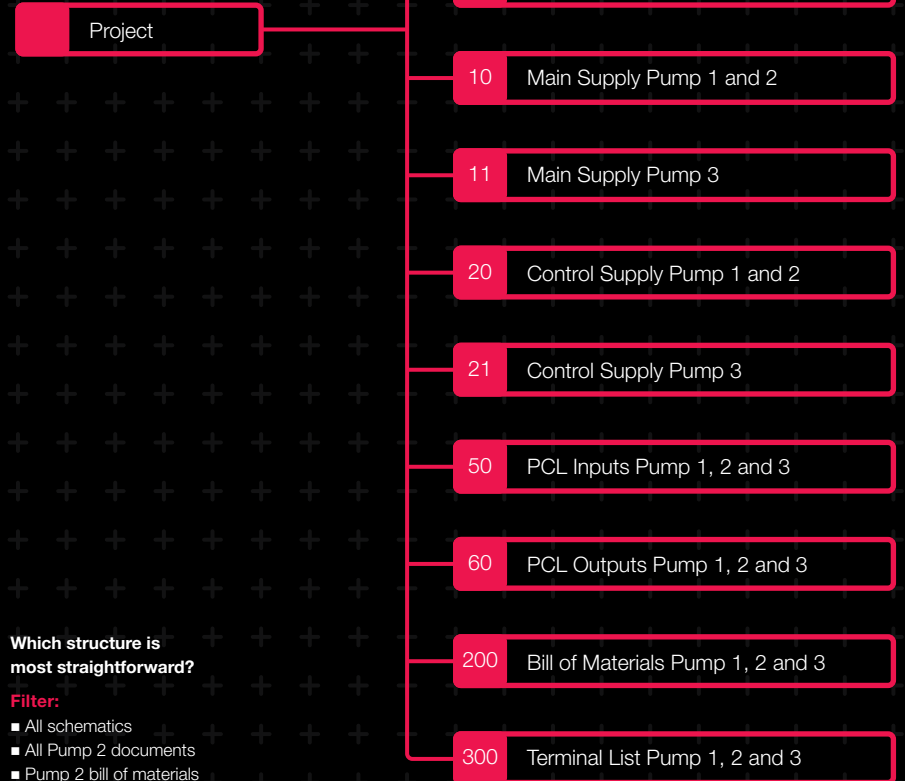 Project
10 Main Supply Pump 1 and 2
11 Main Supply Pump 3
20 Control Supply Pump 1 and 2
21 Control Supply Pump 3
50 PCL Inputs Pump 1, 2 and 3
60 PCL Outputs Pump 1, 2 and 3
200 Bill of Materials Pump 1, 2 and 3
300 Terminal List Pump 1, 2 and 3
Which structure is
most straightforward?
Filter:
■ All schematics
■ All Pump 2 documents
■ Pump 2 bill of materials